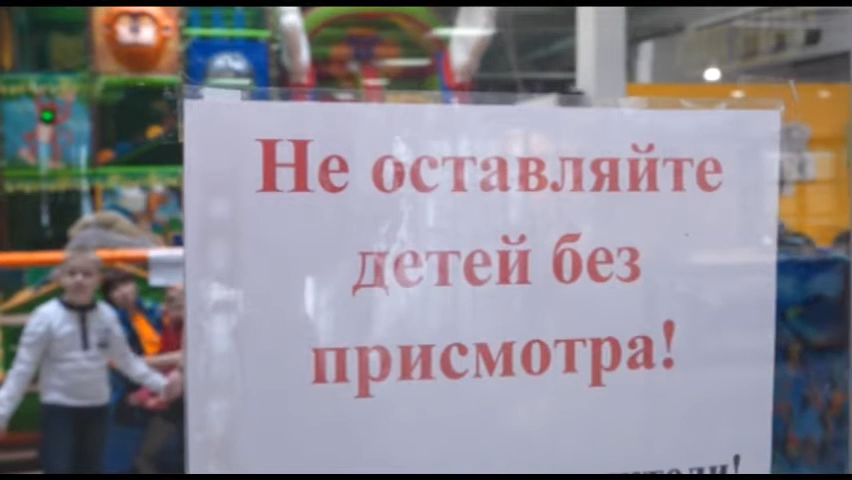 Не оставляйте
детей без
присмотра!